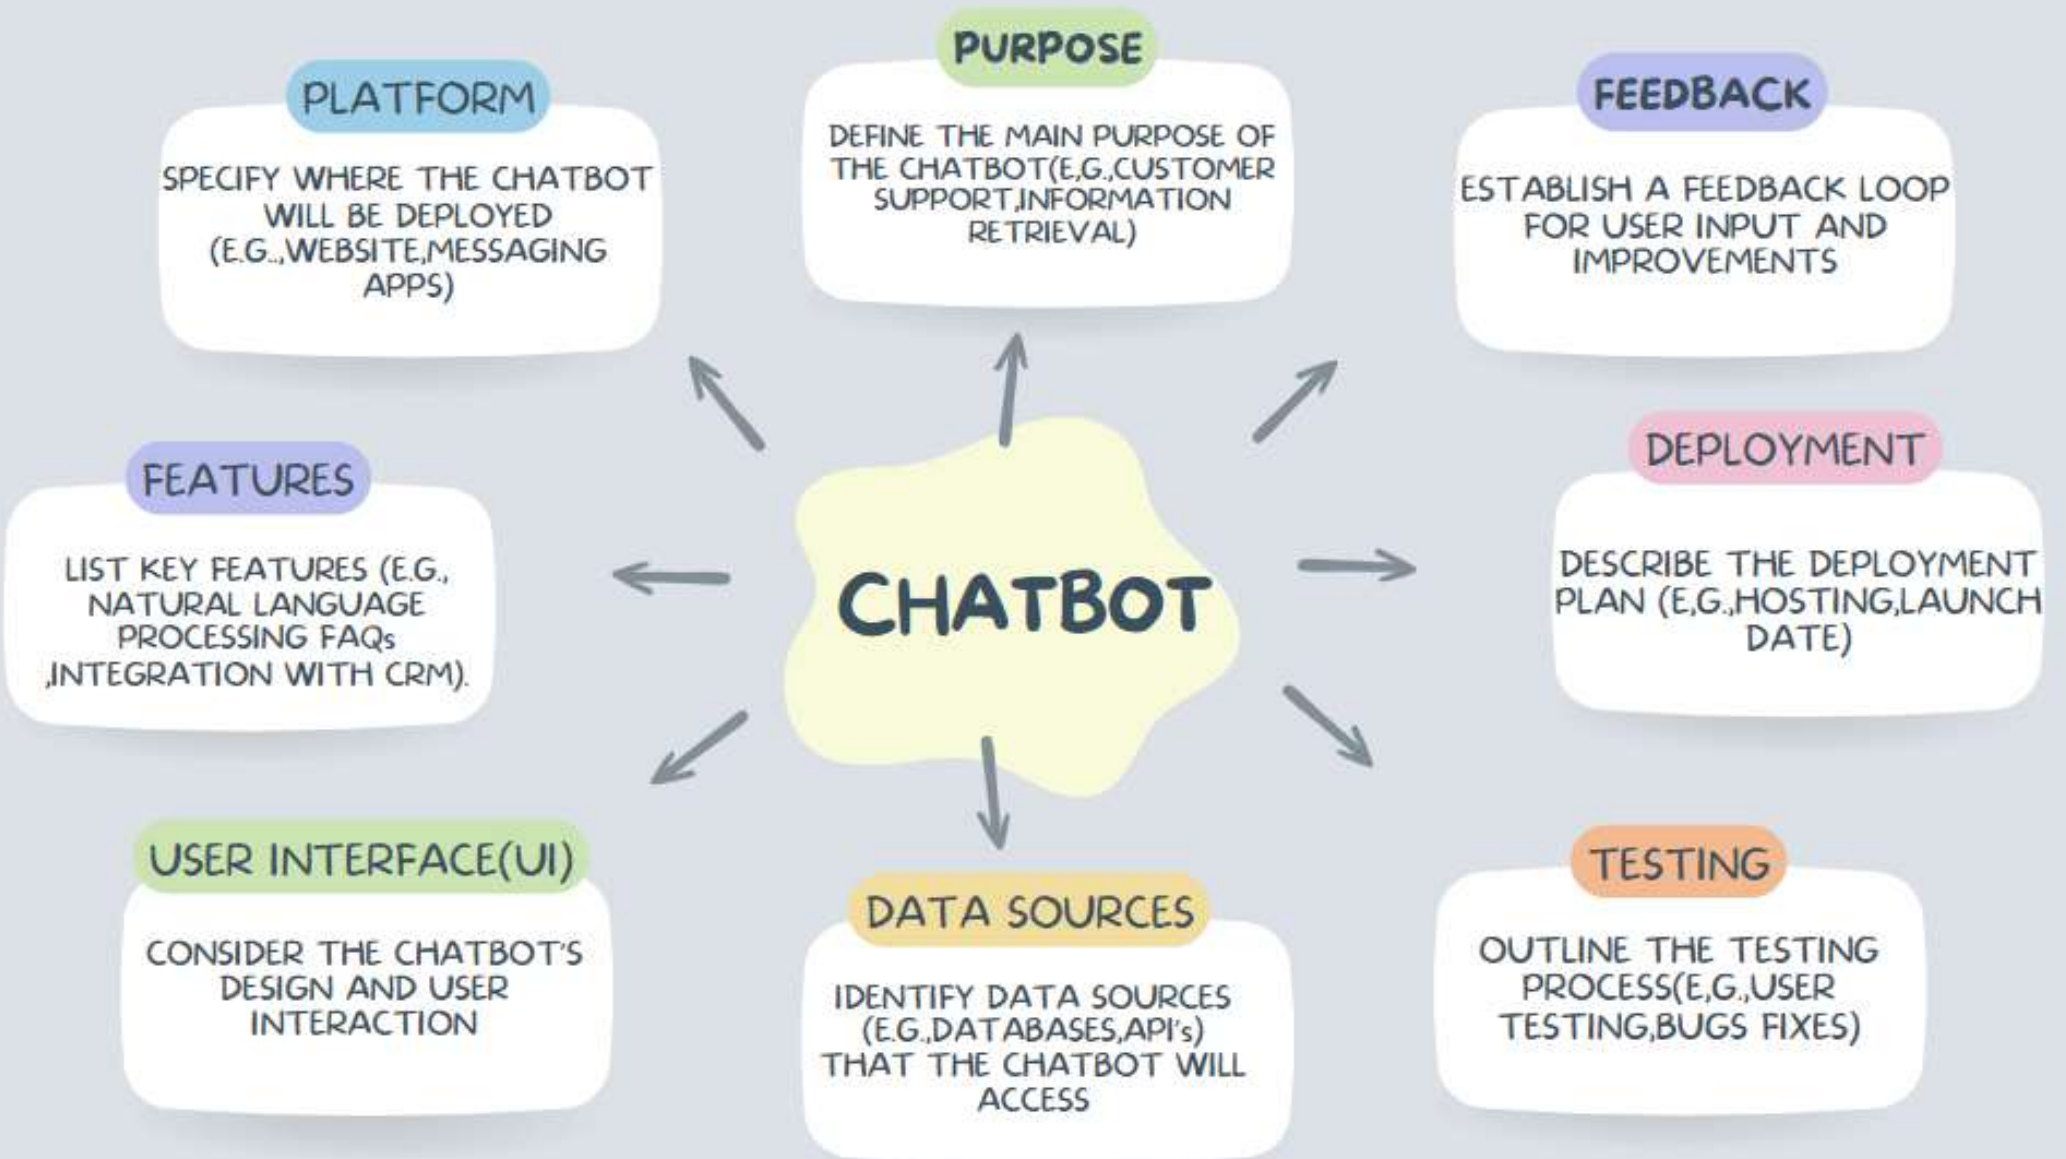 PLATFORM
SPECIFY WHERE THE CHATBOT
WILL BE DEPLOYED
(E.G..,WEBSITE,MESSAGING
APPS)
PURPOSE
DEFINE THE MAIN PURPOSE OF
THE CHATBOT(E,G.,CUSTOMER
SUPPORT,INFORMATION
RETRIEVAL)
FEEDBACK
ESTABLISH A FEEDBACK LOOP
FOR USER INPUT AND
IMPROVEMENTS
FEATURES
LIST KEY FEATURES (E.G.,
NATURAL LANGUAGE
PROCESSING FAQs
,INTEGRATION WITH CRM).
CHATBOT
DEPLOYMENT
DESCRIBE THE DEPLOYMENT
PLAN (E,G.,HOSTING,LAUNCH
DATE)
USER INTERFACE(UI)
CONSIDER THE CHATBOT'S
DESIGN AND USER
INTERACTION
DATA SOURCES
IDENTIFY DATA SOURCES
(E.G.,DATABASES,API's)
THAT THE CHATBOT WILL
ACCESS
TESTING
OUTLINE THE TESTING
PROCESS(E,G.,USER
TESTING,BUGS FIXES)